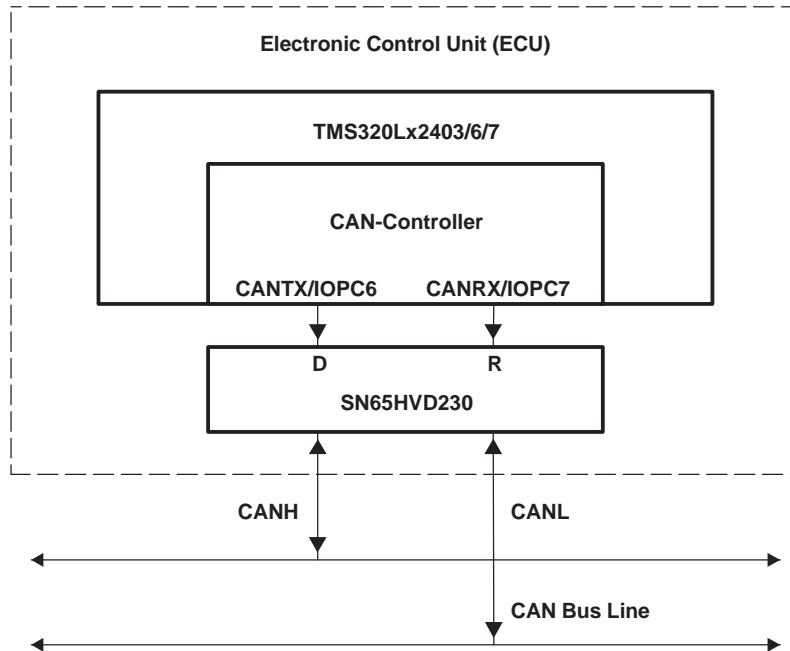 Electronic Control Unit (ECU)
TMS320Lx2403/6/7
CAN-Controller
CANTX/IOPC6 CANRX/IOPC7
D R
SN65HVD230
CANH CANL
CAN Bus Line